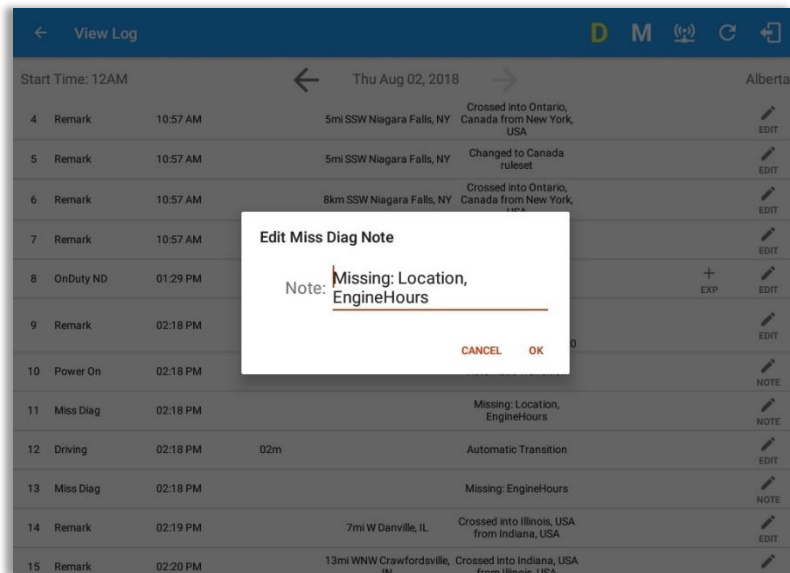 View Log
D M
Start Time: 12AM Thu Aug 02, 2018 Alberta
4 Remark 10:57 AM 5mi SSW Niagara Falls, NY Crossed into Ontario,
Canada from New York,
USA
EDIT
5 Remark 10:57 AM 5mi SSW Niagara Falls, NY Changed to Canada
ruleset
EDIT
6 Remark 10:57 AM 8km SSW Niagara Falls, NY Crossed into Ontario,
Canada from New York,
USA
EDIT
7 Remark 10:57 AM
EDIT
8 OnDuty ND 01:29 PM
EXP EDIT
9 Remark 02:18 PM
EDIT
Edit Miss Diag Note
Note: Missing: Location,
EngineHours
CANCEL OK
10 Power On 02:18 PM
NOTE
11 Miss Diag 02:18 PM Missing: Location,
EngineHours
NOTE
12 Driving 02:18 PM 02m Automatic Transition
EDIT
13 Miss Diag 02:18 PM Missing: EngineHours
NOTE
14 Remark 02:19 PM 7mi W Danville, IL Crossed into Illinois, USA
from Indiana, USA
EDIT
15 Remark 02:20 PM 13mi WNW Crawfordsville, IN Crossed into Indiana, USA
from Illinois, USA